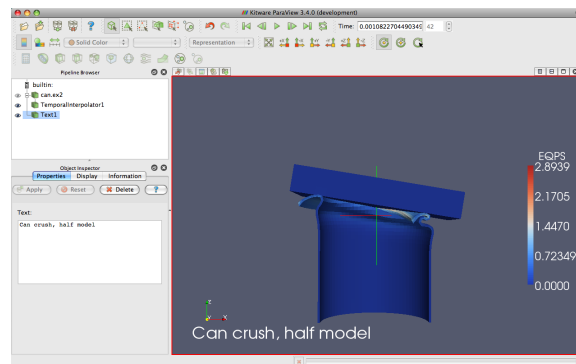 Kitware ParaView 3.4.0 (development)
Time: 0.0010822704490349 42
Solid Color
Representation
Pipeline Browser
builtin:
can.ex2
TemporalInterpolator1
Text1
Object Inspector
Properties Display Information
Apply Reset Delete ?
Text:
Can crush, half model
EQPS
2.8939
2.1705
1.4470
0.72349
0.0000
Can crush, half model